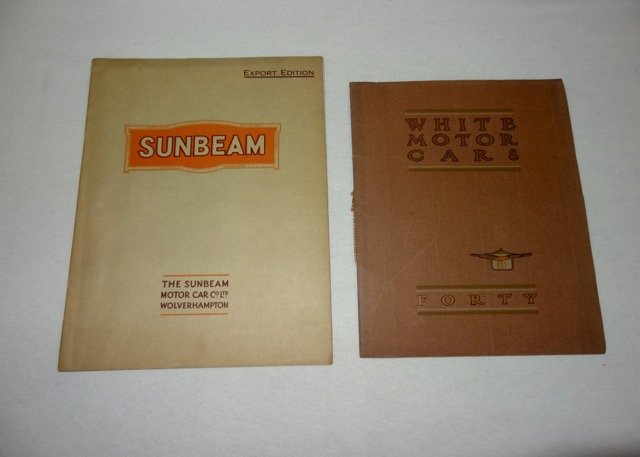 EXPORT EDITION
SUNBEAM
THE SUNBEAM
MOTOR CAR CO LTD
WOLVERHAMPTON
WHITE
MOTOR
CARS
FORTY